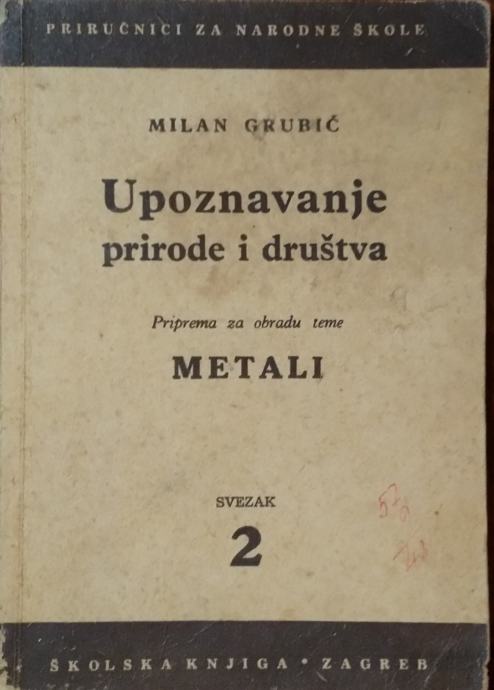 PRIRUČNICI ZA NARODNE ŠKOLE
MILAN GRUBIĆ
Upoznavanje
prirode i društva
Priprema za obradu teme
METALI
SVEZAK
2
ŠKOLSKA KNJIGA • ZAGREB